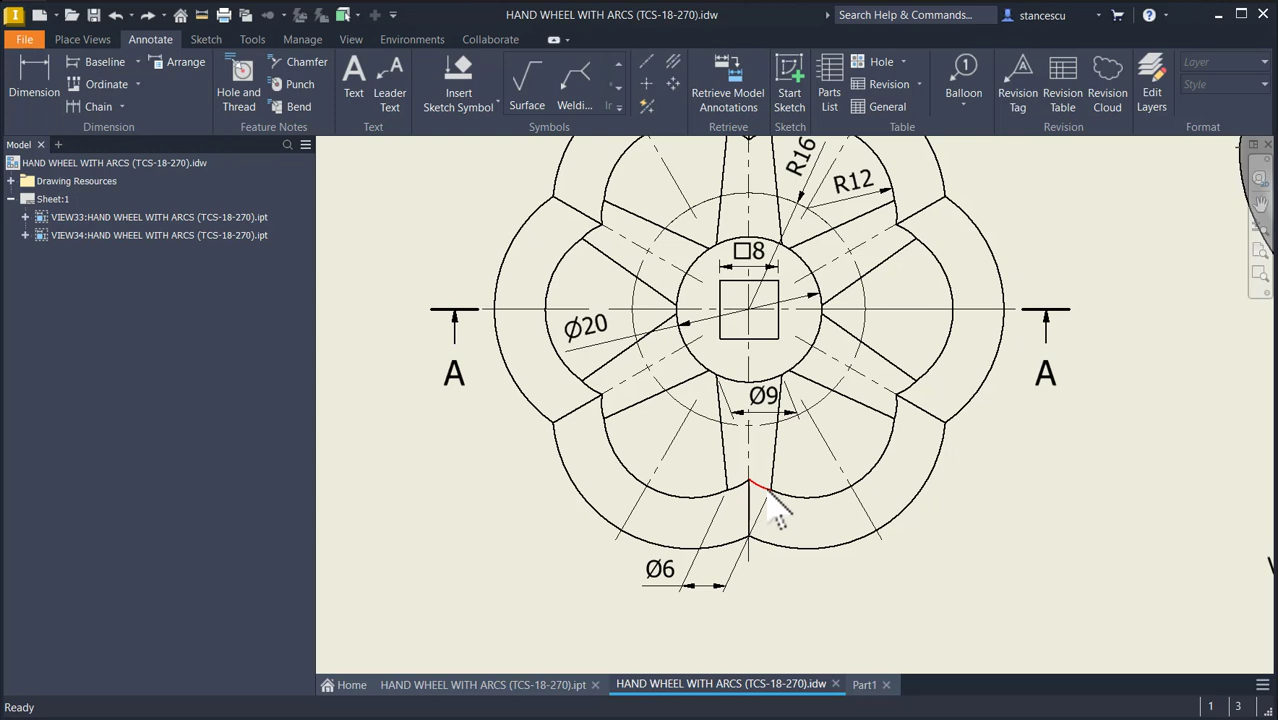 HAND WHEEL WITH ARCS (TCS-18-270).idw
Search Help & Commands...
stancescu
File
Place Views
Annotate
Sketch
Tools
Manage
View
Environments
Collaborate
Dimension
Baseline
Ordinate
Chain
Arrange
Dimension
Hole and
Thread
Chamfer
Punch
Bend
Feature Notes
Text
Leader
Text
Text
Insert
Sketch Symbol
Surface
Weldi...
Symbols
Retrieve Model
Annotations
Retrieve
Start
Sketch
Sketch
Parts
List
Hole
Revision
General
Table
Balloon
Revision
Tag
Revision
Table
Revision
Cloud
Revision
Edit
Layers
Layer
Style
Format
Model
HAND WHEEL WITH ARCS (TCS-18-270).idw
Drawing Resources
Sheet:1
VIEW33:HAND WHEEL WITH ARCS (TCS-18-270).ipt
VIEW34:HAND WHEEL WITH ARCS (TCS-18-270).ipt
R16
R12
□8
Ø20
A
A
Ø9
Ø6
Home
HAND WHEEL WITH ARCS (TCS-18-270).ipt
HAND WHEEL WITH ARCS (TCS-18-270).idw
Part1
Ready
1
3